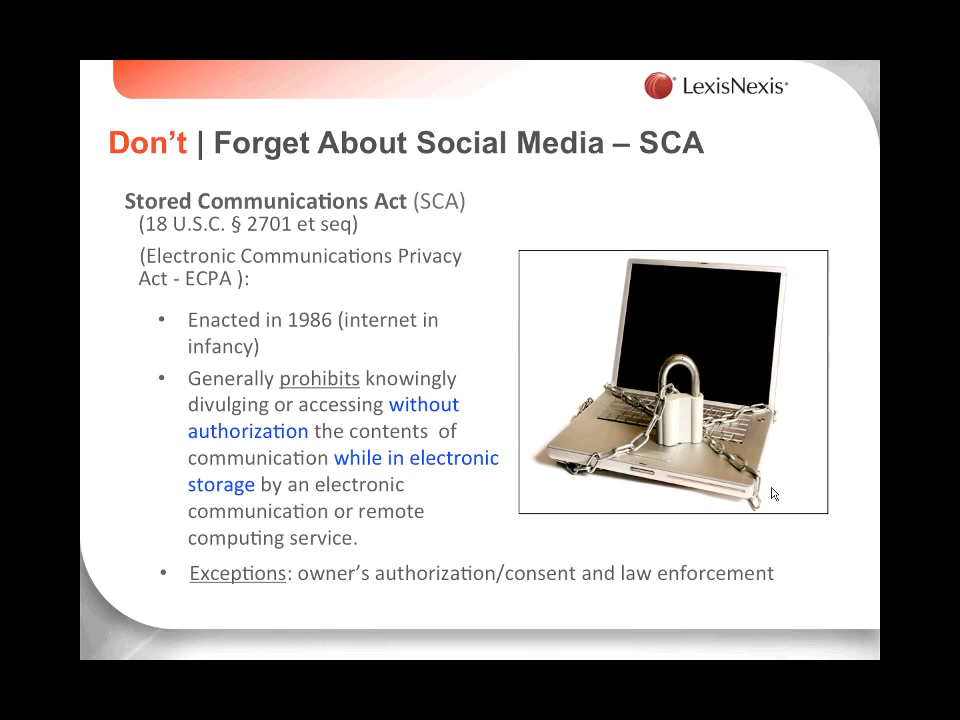 LexisNexis®
Don't | Forget About Social Media – SCA
Stored Communications Act (SCA)
(18 U.S.C. § 2701 et seq)
(Electronic Communications Privacy
Act - ECPA ):
• Enacted in 1986 (internet in
infancy)
• Generally prohibits knowingly
divulging or accessing without
authorization the contents of
communication while in electronic
storage by an electronic
communication or remote
computing service.
• Exceptions: owner's authorization/consent and law enforcement